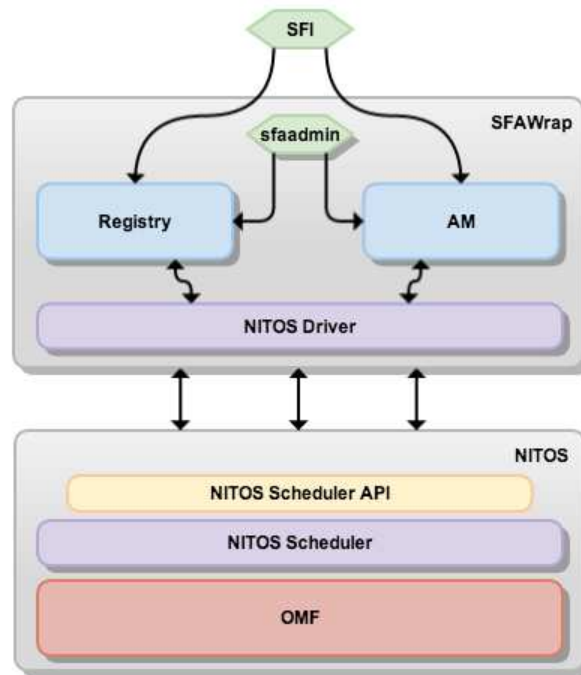 SFI
SFAWrap
sfaadmin
Registry
AM
NITOS Driver
NITOS
NITOS Scheduler API
NITOS Scheduler
OMF